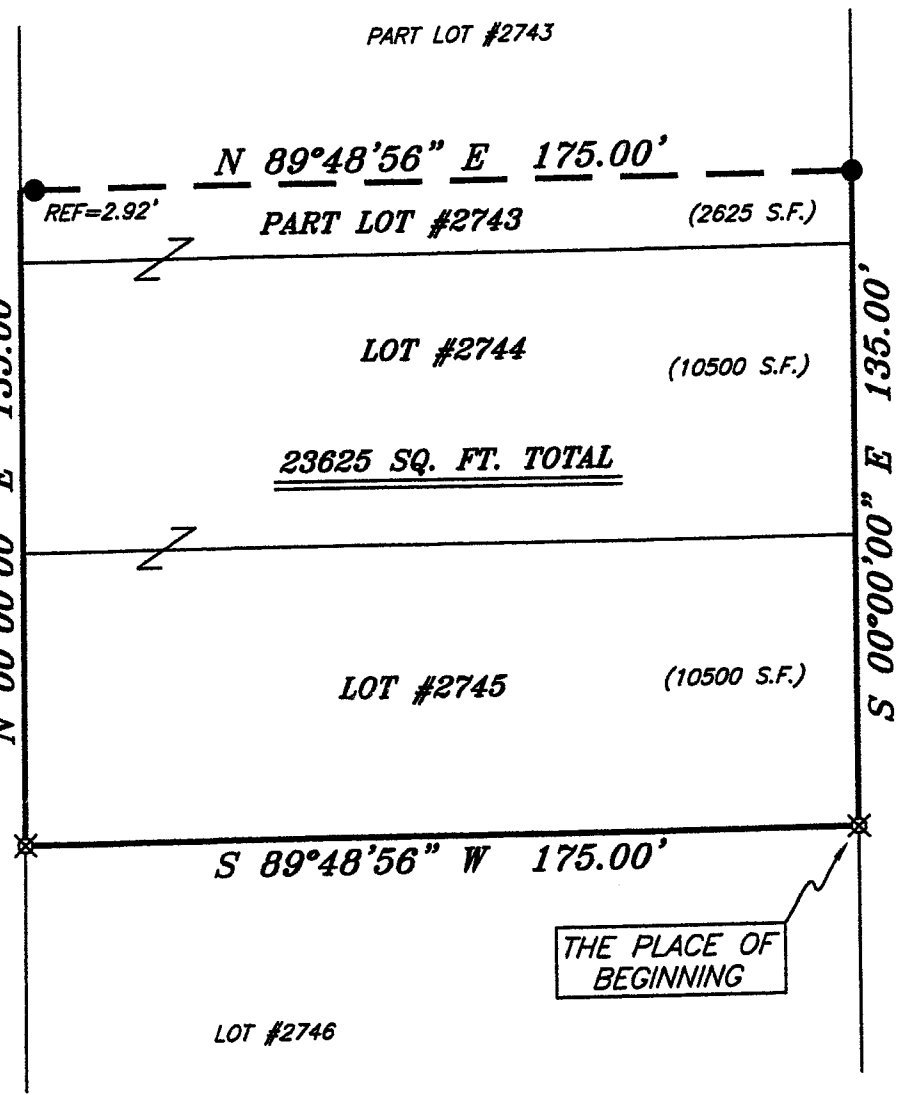 PART LOT #2743
N 89°48'56" E 175.00'
REF=2.92'
PART LOT #2743
(2625 S.F.)
LOT #2744
(10500 S.F.)
23625 SQ. FT. TOTAL
S 00°00'00" E 135.00'
LOT #2745
(10500 S.F.)
S 89°48'56" W 175.00'
THE PLACE OF
BEGINNING
LOT #2746